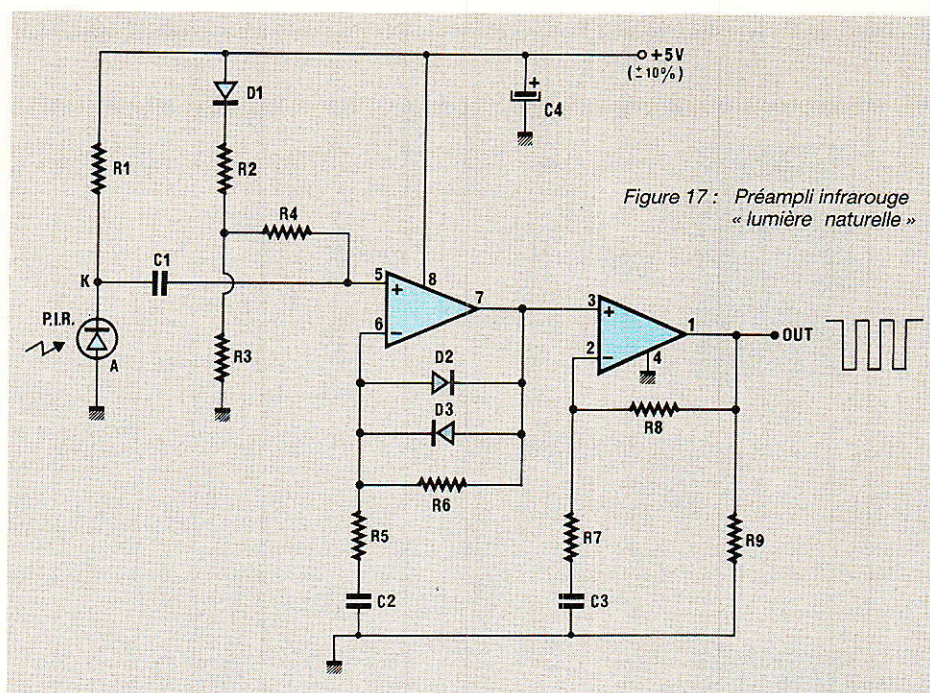 +5V
(±10%)
D1
C4
R1
R2
Figure 17 : Préampli infrarouge
« lumière naturelle »
R4
K
C1
5
+
8
7
3
+
1
OUT
P.I.R.
6
−
2
−
4
A
R3
D2
D3
R8
R6
R5
R7
R9
C2
C3